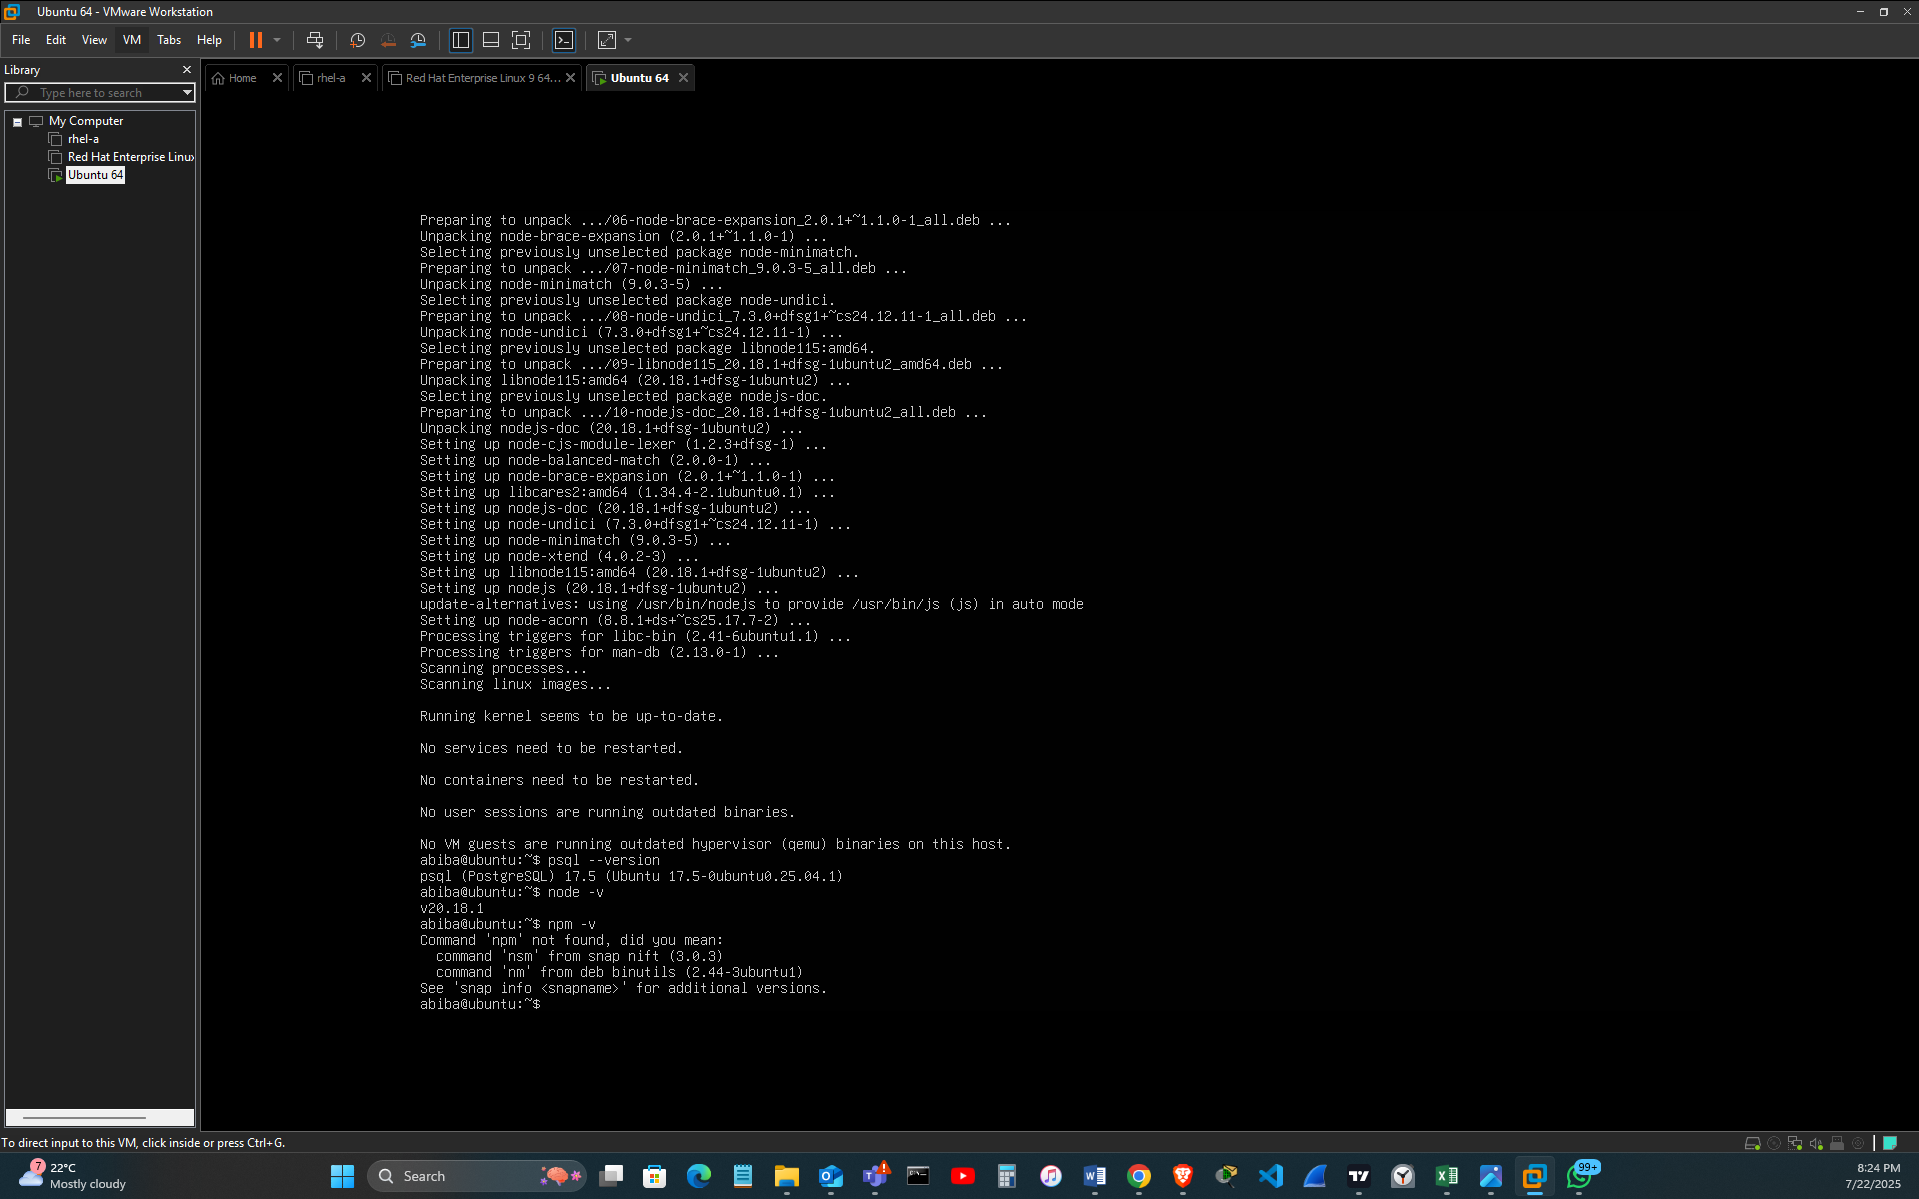 Ubuntu 64 - VMware Workstation
File Edit View VM Tabs Help
Library
Type here to search
My Computer
rhel-a
Red Hat Enterprise Linux
Ubuntu 64
Home
rhel-a
Red Hat Enterprise Linux 9 64...
Ubuntu 64
Preparing to unpack .../06-node-brace-expansion_2.0.1+~1.1.0-1_all.deb ...
Unpacking node-brace-expansion (2.0.1+~1.1.0-1) ...
Selecting previously unselected package node-minimatch.
Preparing to unpack .../07-node-minimatch_9.0.3-5_all.deb ...
Unpacking node-minimatch (9.0.3-5) ...
Selecting previously unselected package node-undici.
Preparing to unpack .../08-node-undici_7.3.0+dfsg1+~cs24.12.11-1_all.deb ...
Unpacking node-undici (7.3.0+dfsg1+~cs24.12.11-1) ...
Selecting previously unselected package libnode115:amd64.
Preparing to unpack .../09-libnode115_20.18.1+dfsg-1ubuntu2_amd64.deb ...
Unpacking libnode115:amd64 (20.18.1+dfsg-1ubuntu2) ...
Selecting previously unselected package nodejs-doc.
Preparing to unpack .../10-nodejs-doc_20.18.1+dfsg-1ubuntu2_all.deb ...
Unpacking nodejs-doc (20.18.1+dfsg-1ubuntu2) ...
Setting up node-cjs-module-lexer (1.2.3+dfsg-1) ...
Setting up node-balanced-match (2.0.0-1) ...
Setting up node-brace-expansion (2.0.1+~1.1.0-1) ...
Setting up libcares2:amd64 (1.34.4-2.1ubuntu0.1) ...
Setting up nodejs-doc (20.18.1+dfsg-1ubuntu2) ...
Setting up node-undici (7.3.0+dfsg1+~cs24.12.11-1) ...
Setting up node-minimatch (9.0.3-5) ...
Setting up node-xtend (4.0.2-3) ...
Setting up libnode115:amd64 (20.18.1+dfsg-1ubuntu2) ...
Setting up nodejs (20.18.1+dfsg-1ubuntu2) ...
update-alternatives: using /usr/bin/nodejs to provide /usr/bin/js (js) in auto mode
Setting up node-acorn (8.8.1+ds+~cs25.17.7-2) ...
Processing triggers for libc-bin (2.41-6ubuntu1.1) ...
Processing triggers for man-db (2.13.0-1) ...
Scanning processes...
Scanning linux images...
Running kernel seems to be up-to-date.
No services need to be restarted.
No containers need to be restarted.
No user sessions are running outdated binaries.
No VM guests are running outdated hypervisor (qemu) binaries on this host.
abiba@ubuntu:~$ psql --version
psql (PostgreSQL) 17.5 (Ubuntu 17.5-0ubuntu0.25.04.1)
abiba@ubuntu:~$ node -v
v20.18.1
abiba@ubuntu:~$ npm -v
Command 'npm' not found, did you mean:
command 'nsm' from snap nift (3.0.3)
command 'nm' from deb binutils (2.44-3ubuntu1)
See 'snap info <snapname>' for additional versions.
abiba@ubuntu:~$
To direct input to this VM, click inside or press Ctrl+G.
7
22°C
Mostly cloudy
Search
99+
8:24 PM
7/22/2025